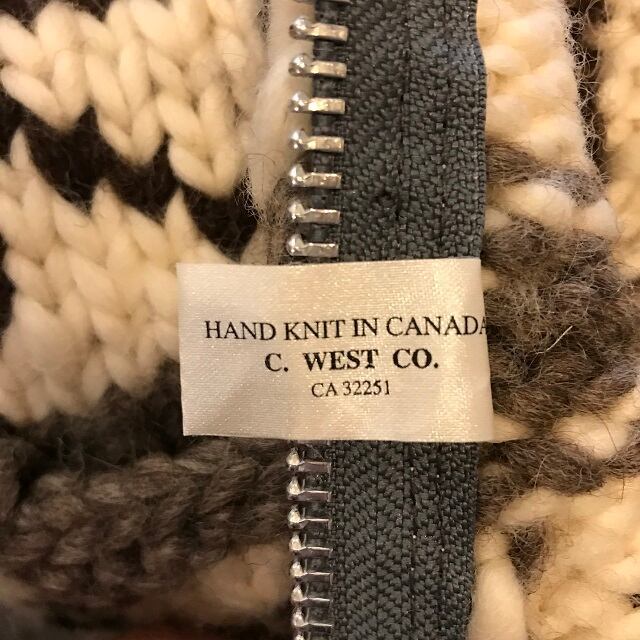 HAND KNIT IN CANADA
C. WEST CO.
CA 32251